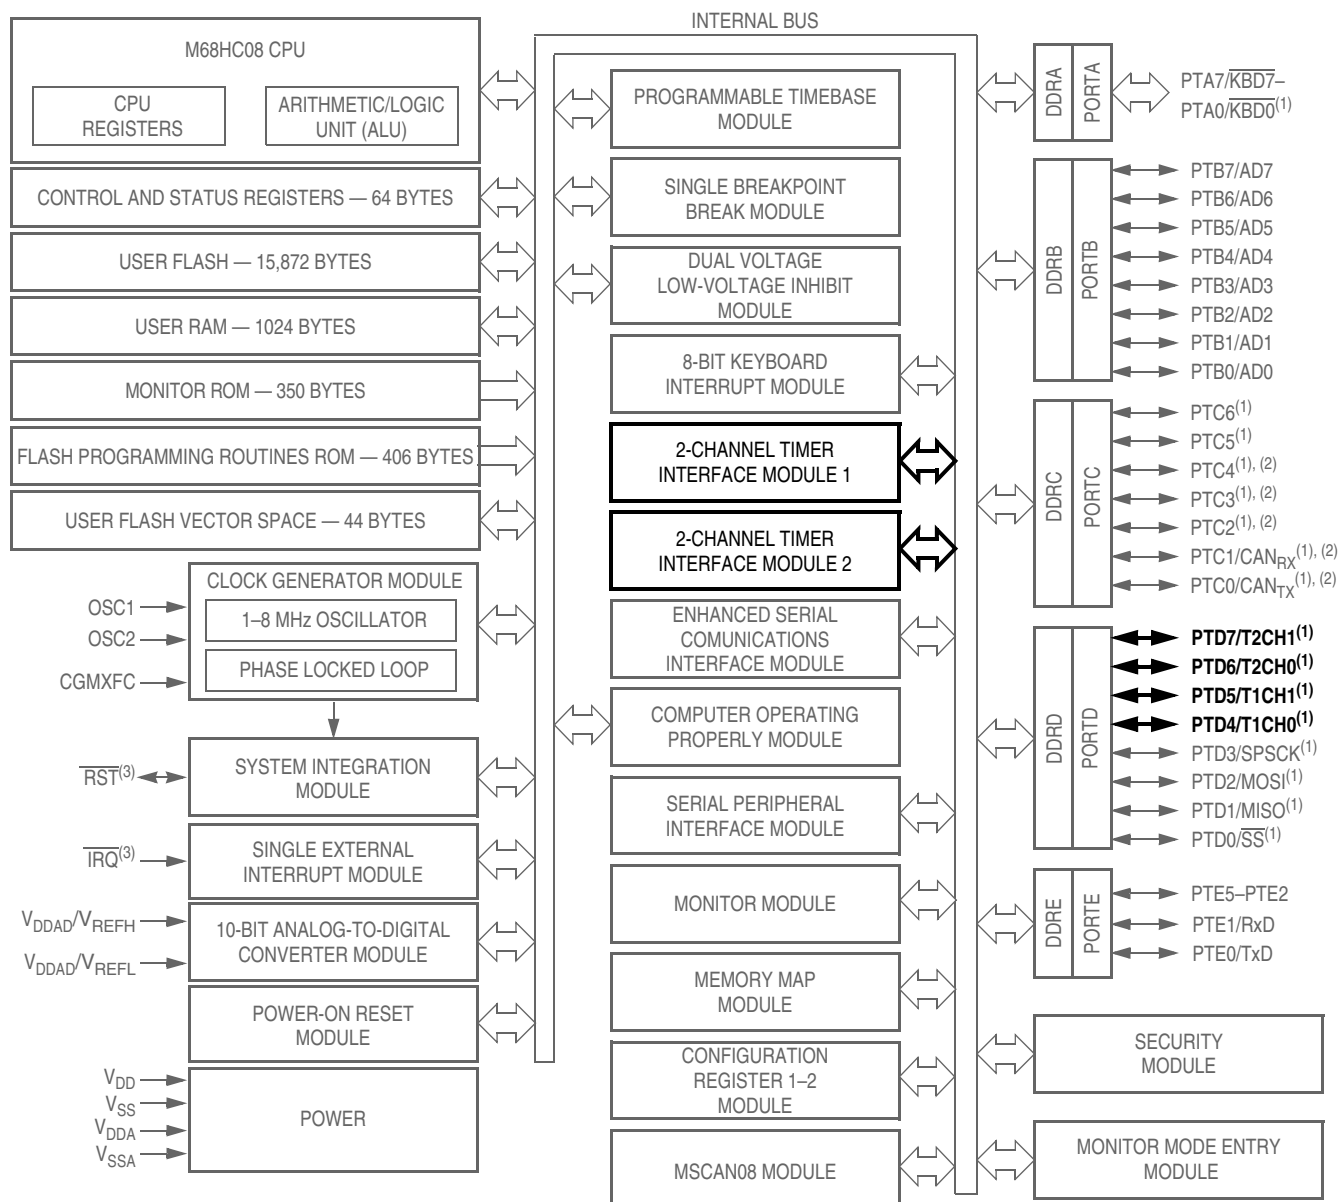 INTERNAL BUS
M68HC08 CPU
CPU
REGISTERS
ARITHMETIC/LOGIC
UNIT (ALU)
CONTROL AND STATUS REGISTERS — 64 BYTES
USER FLASH — 15,872 BYTES
USER RAM — 1024 BYTES
MONITOR ROM — 350 BYTES
FLASH PROGRAMMING ROUTINES ROM — 406 BYTES
USER FLASH VECTOR SPACE — 44 BYTES
CLOCK GENERATOR MODULE
1–8 MHz OSCILLATOR
PHASE LOCKED LOOP
OSC1
OSC2
CGMXFC
SYSTEM INTEGRATION
MODULE
RST(3)
SINGLE EXTERNAL
INTERRUPT MODULE
IRQ(3)
10-BIT ANALOG-TO-DIGITAL
CONVERTER MODULE
VDDAD/VREFH
VDDAD/VREFL
POWER-ON RESET
MODULE
POWER
VDD
VSS
VDDA
VSSA
PROGRAMMABLE TIMEBASE
MODULE
SINGLE BREAKPOINT
BREAK MODULE
DUAL VOLTAGE
LOW-VOLTAGE INHIBIT
MODULE
8-BIT KEYBOARD
INTERRUPT MODULE
2-CHANNEL TIMER
INTERFACE MODULE 1
2-CHANNEL TIMER
INTERFACE MODULE 2
ENHANCED SERIAL
COMUNICATIONS
INTERFACE MODULE
COMPUTER OPERATING
PROPERLY MODULE
SERIAL PERIPHERAL
INTERFACE MODULE
MONITOR MODULE
MEMORY MAP
MODULE
CONFIGURATION
REGISTER 1–2
MODULE
MSCAN08 MODULE
DDRA
PORTA
PTA7/KBD7–
PTA0/KBD0(1)
DDRB
PORTB
PTB7/AD7
PTB6/AD6
PTB5/AD5
PTB4/AD4
PTB3/AD3
PTB2/AD2
PTB1/AD1
PTB0/AD0
DDRC
PORTC
PTC6(1)
PTC5(1)
PTC4(1), (2)
PTC3(1), (2)
PTC2(1), (2)
PTC1/CANRX(1), (2)
PTC0/CANTX(1), (2)
DDRD
PORTD
PTD7/T2CH1(1)
PTD6/T2CH0(1)
PTD5/T1CH1(1)
PTD4/T1CH0(1)
PTD3/SPSCK(1)
PTD2/MOSI(1)
PTD1/MISO(1)
PTD0/SS(1)
DDRE
PORTE
PTE5–PTE2
PTE1/RxD
PTE0/TxD
SECURITY
MODULE
MONITOR MODE ENTRY
MODULE